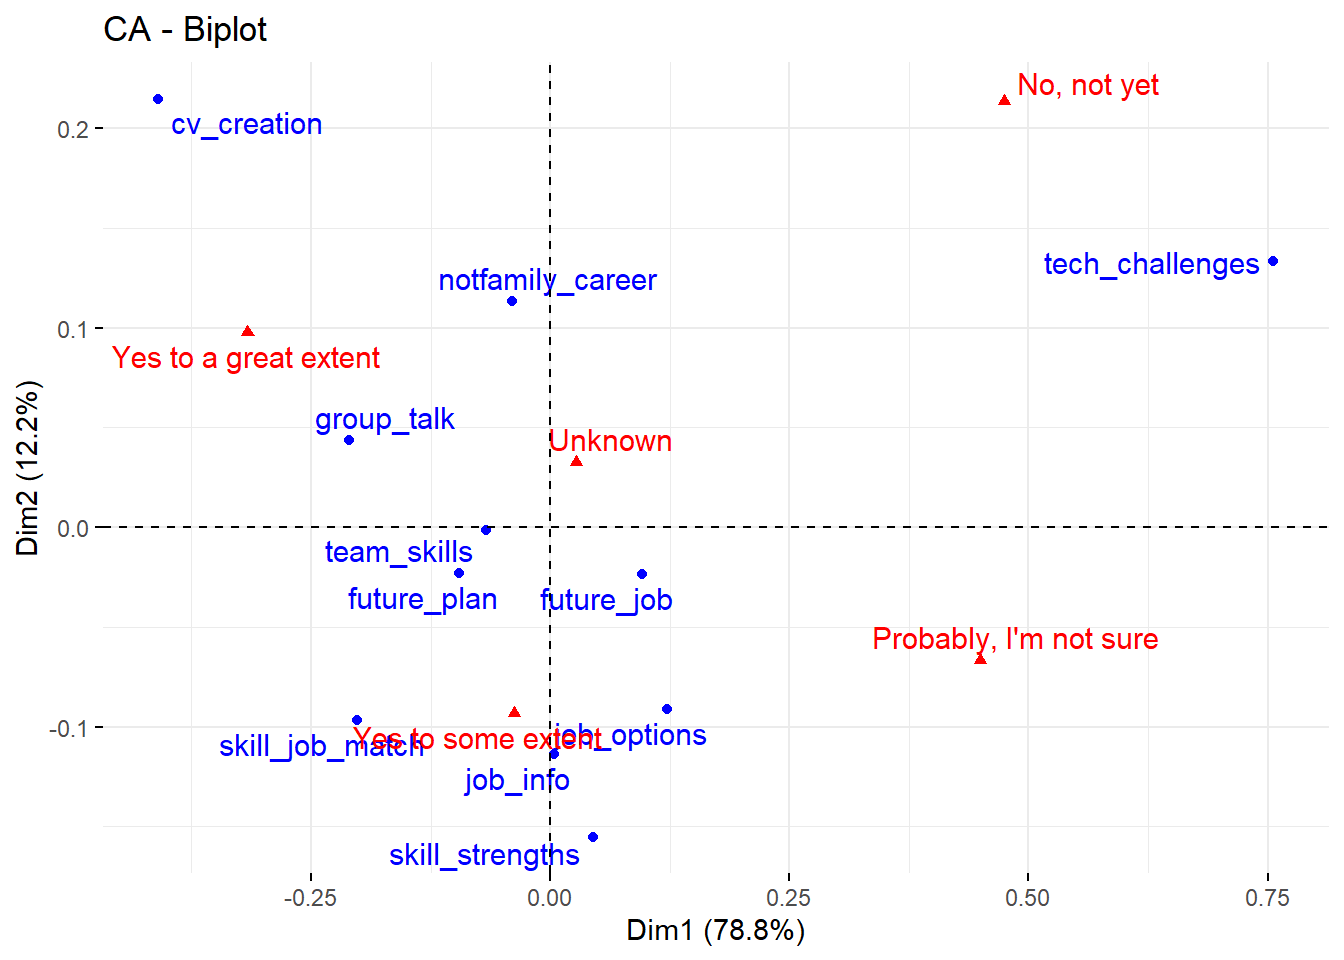 CA - Biplot
No, not yet
cv_creation
0.2
tech_challenges
notfamily_career
0.1
Yes to a great extent
group_talk
Unknown
Dim2 (12.2%)
0.0
team_skills
future_plan
future_job
Probably, I'm not sure
-0.1
job_options
Yes to some extent
skill_job_match
job_info
skill_strengths
-0.25
0.00
0.25
0.50
0.75
Dim1 (78.8%)